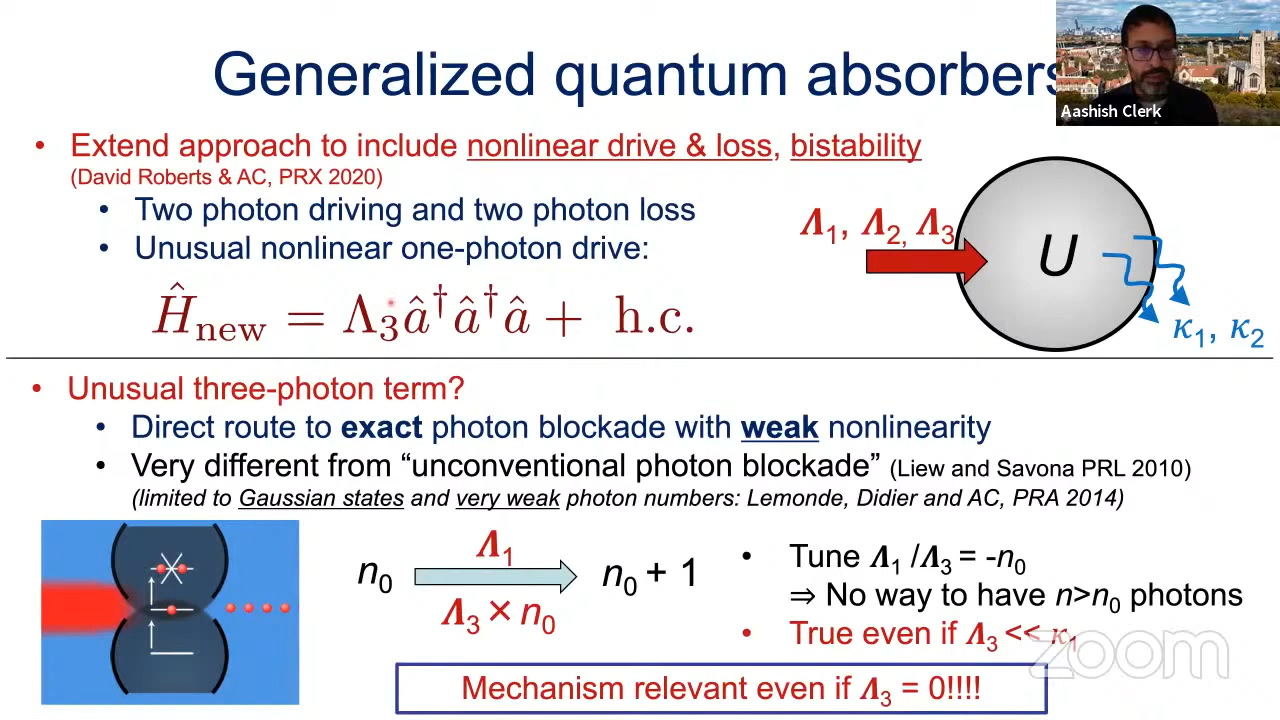 Generalized quantum absorbers
Aashish Clerk
• Extend approach to include nonlinear drive & loss, bistability
(David Roberts & AC, PRX 2020)
• Two photon driving and two photon loss
• Unusual nonlinear one-photon drive:
Ĥnew = Λ3â†â†â + h.c.
Λ1, Λ2, Λ3
U
κ1, κ2
• Unusual three-photon term?
• Direct route to exact photon blockade with weak nonlinearity
• Very different from “unconventional photon blockade” (Liew and Savona PRL 2010)
(limited to Gaussian states and very weak photon numbers: Lemonde, Didier and AC, PRA 2014)
Λ1
n0
n0 + 1
Λ3 × n0
• Tune Λ1 /Λ3 = -n0
⇒ No way to have n>n0 photons
• True even if Λ3 << κ1
zoom
Mechanism relevant even if Λ3 = 0!!!!